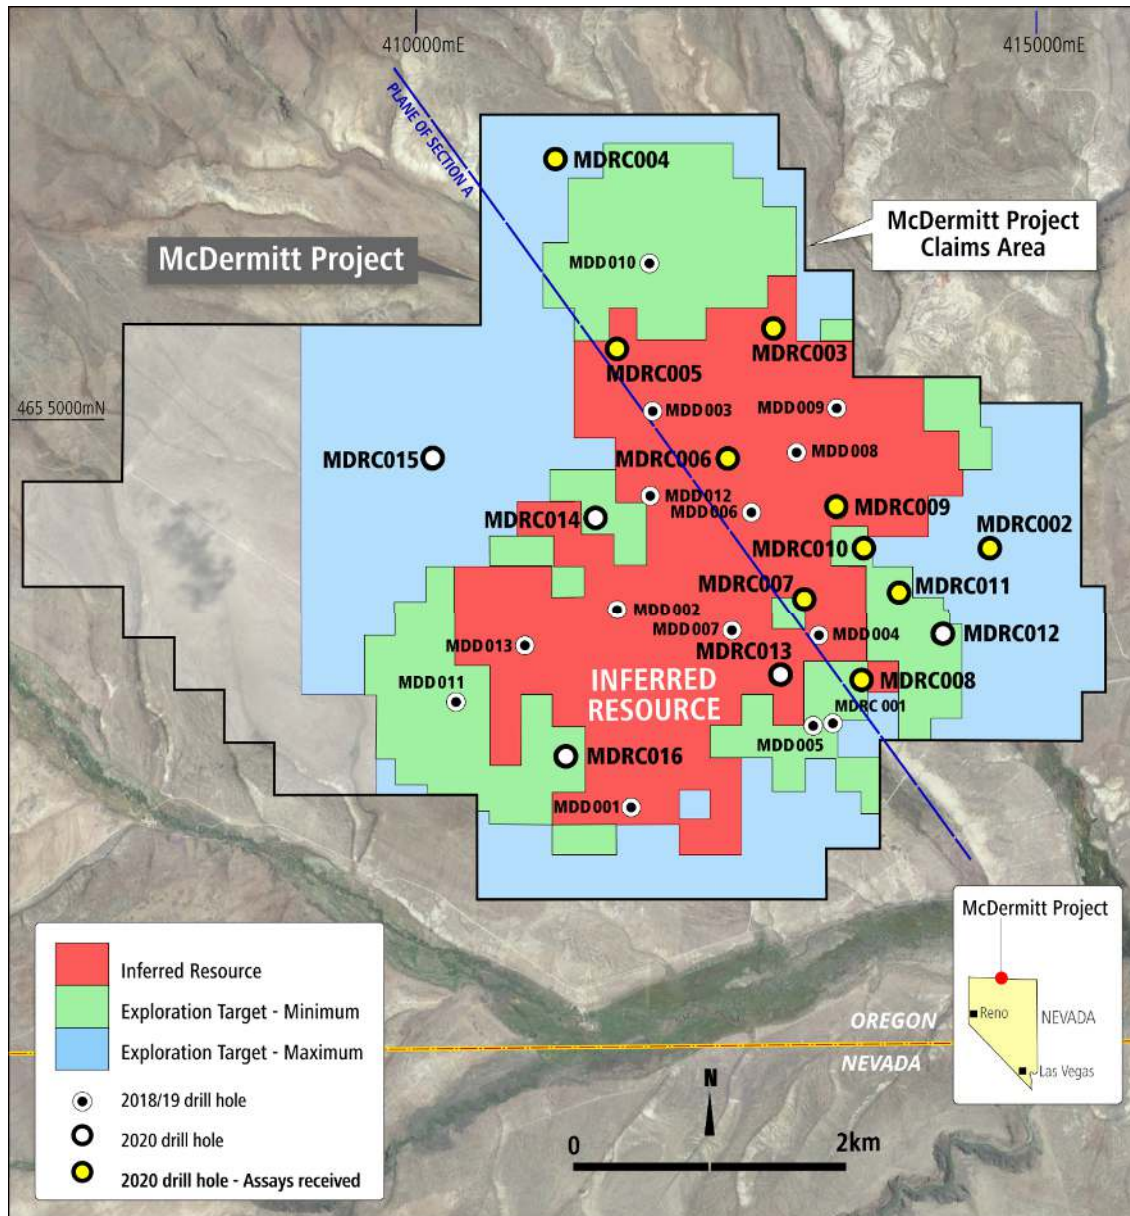 410000mE
415000mE
PLANE OF SECTION A
MDRC004
McDermitt Project
Claims Area
McDermitt Project
MDD010
MDRC003
MDRC005
465 5000mN
MDD003
MDD009
MDRC015
MDRC006
MDD008
MDD012
MDD006
MDRC009
MDRC014
MDRC002
MDRC010
MDRC007
MDRC011
MDD002
MDD007
MDD004
MDRC012
MDD013
MDRC013
INFERRED
RESOURCE
MDD011
MDRC008
MDRC 001
MDD005
MDRC016
MDD001
McDermitt Project
Reno
NEVADA
Las Vegas
Inferred Resource
Exploration Target - Minimum
Exploration Target - Maximum
2018/19 drill hole
2020 drill hole
2020 drill hole - Assays received
OREGON
NEVADA
N
0
2km